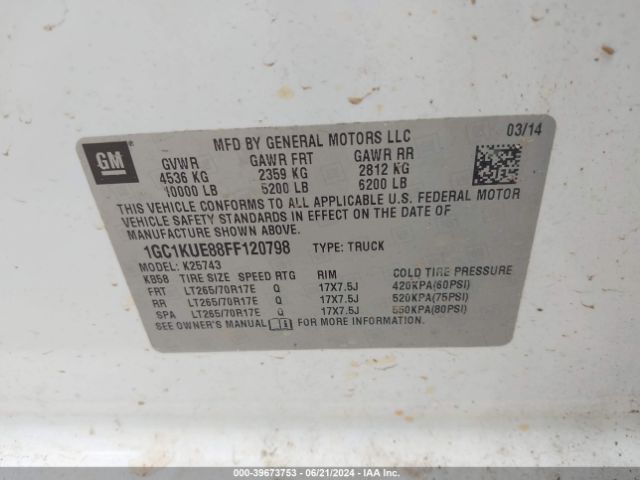 MFD BY GENERAL MOTORS LLC 03/14
GM
GVWR GAWR FRT GAWR RR
4536 KG 2359 KG 2812 KG
10000 LB 5200 LB 6200 LB
THIS VEHICLE CONFORMS TO ALL APPLICABLE U.S. FEDERAL MOTOR
VEHICLE SAFETY STANDARDS IN EFFECT ON THE DATE OF
MANUFACTURE SHOWN ABOVE.
1GC1KUE88FF120798 TYPE: TRUCK
MODEL: K25743
KB58 TIRE SIZE SPEED RTG RIM COLD TIRE PRESSURE
FRT LT265/70R17E Q 17X7.5J 420KPA(60PSI)
RR LT265/70R17E Q 17X7.5J 520KPA(75PSI)
SPA LT265/70R17E Q 17X7.5J 550KPA(80PSI)
SEE OWNER'S MANUAL FOR MORE INFORMATION.
000-39673753 - 06/21/2024 - IAA Inc.